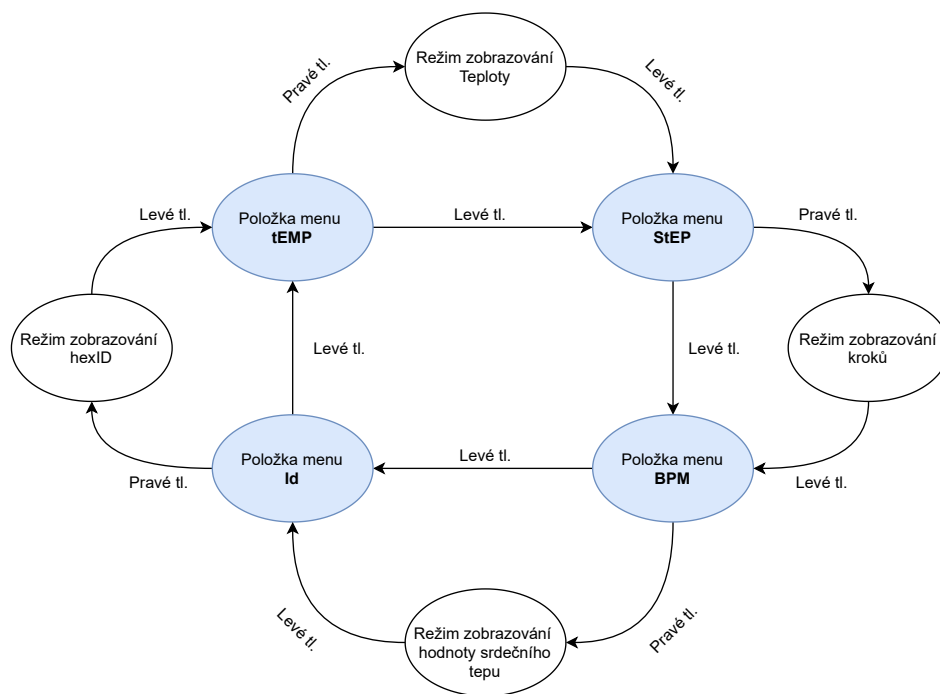 Režim zobrazování
Teploty
Pravé tl.
Levé tl.
Položka menu
tEMP
Levé tl.
Položka menu
StEP
Levé tl.
Pravé tl.
Režim zobrazování
hexID
Levé tl.
Levé tl.
Režim zobrazování
kroků
Položka menu
Id
Levé tl.
Položka menu
BPM
Pravé tl.
Levé tl.
Levé tl.
Režim zobrazování
hodnoty srdečního
tepu
Pravé tl.